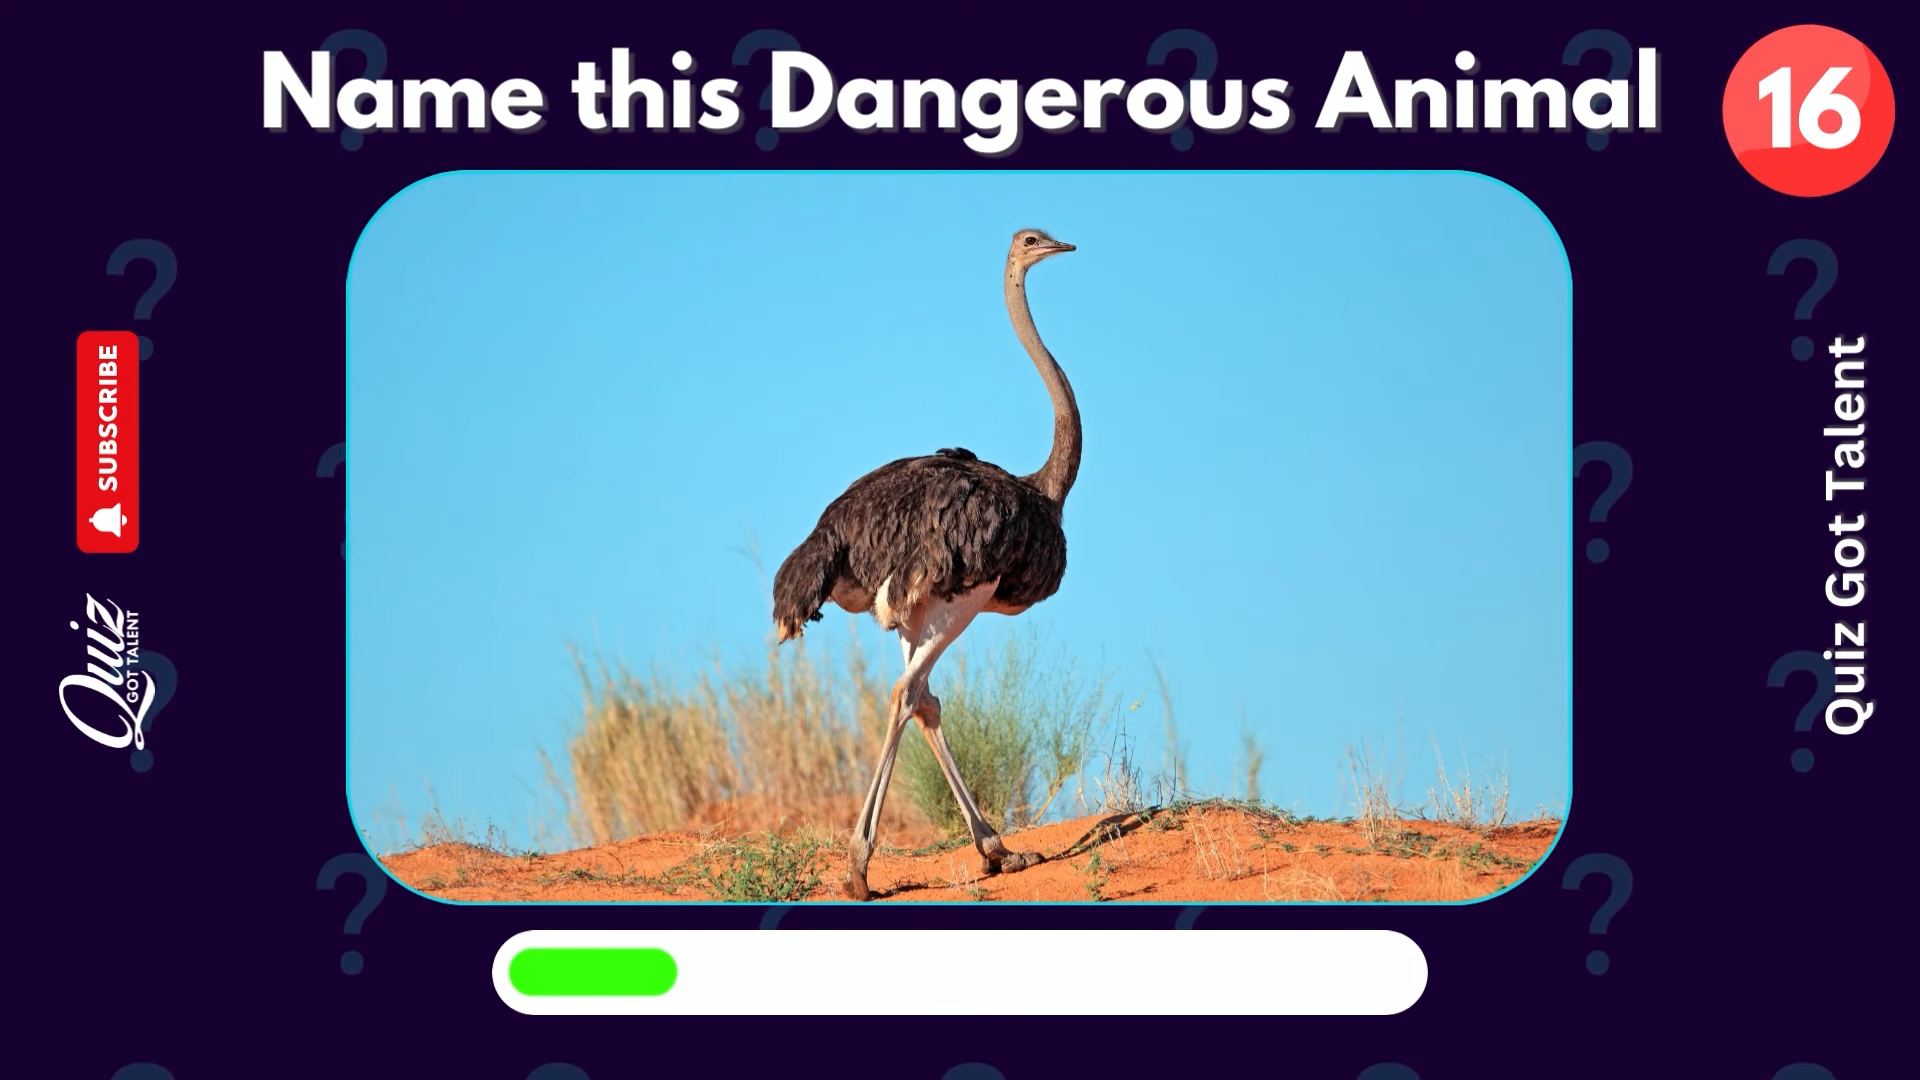 Name this Dangerous Animal
16
SUBSCRIBE
Quiz
GOT TALENT
Quiz Got Talent